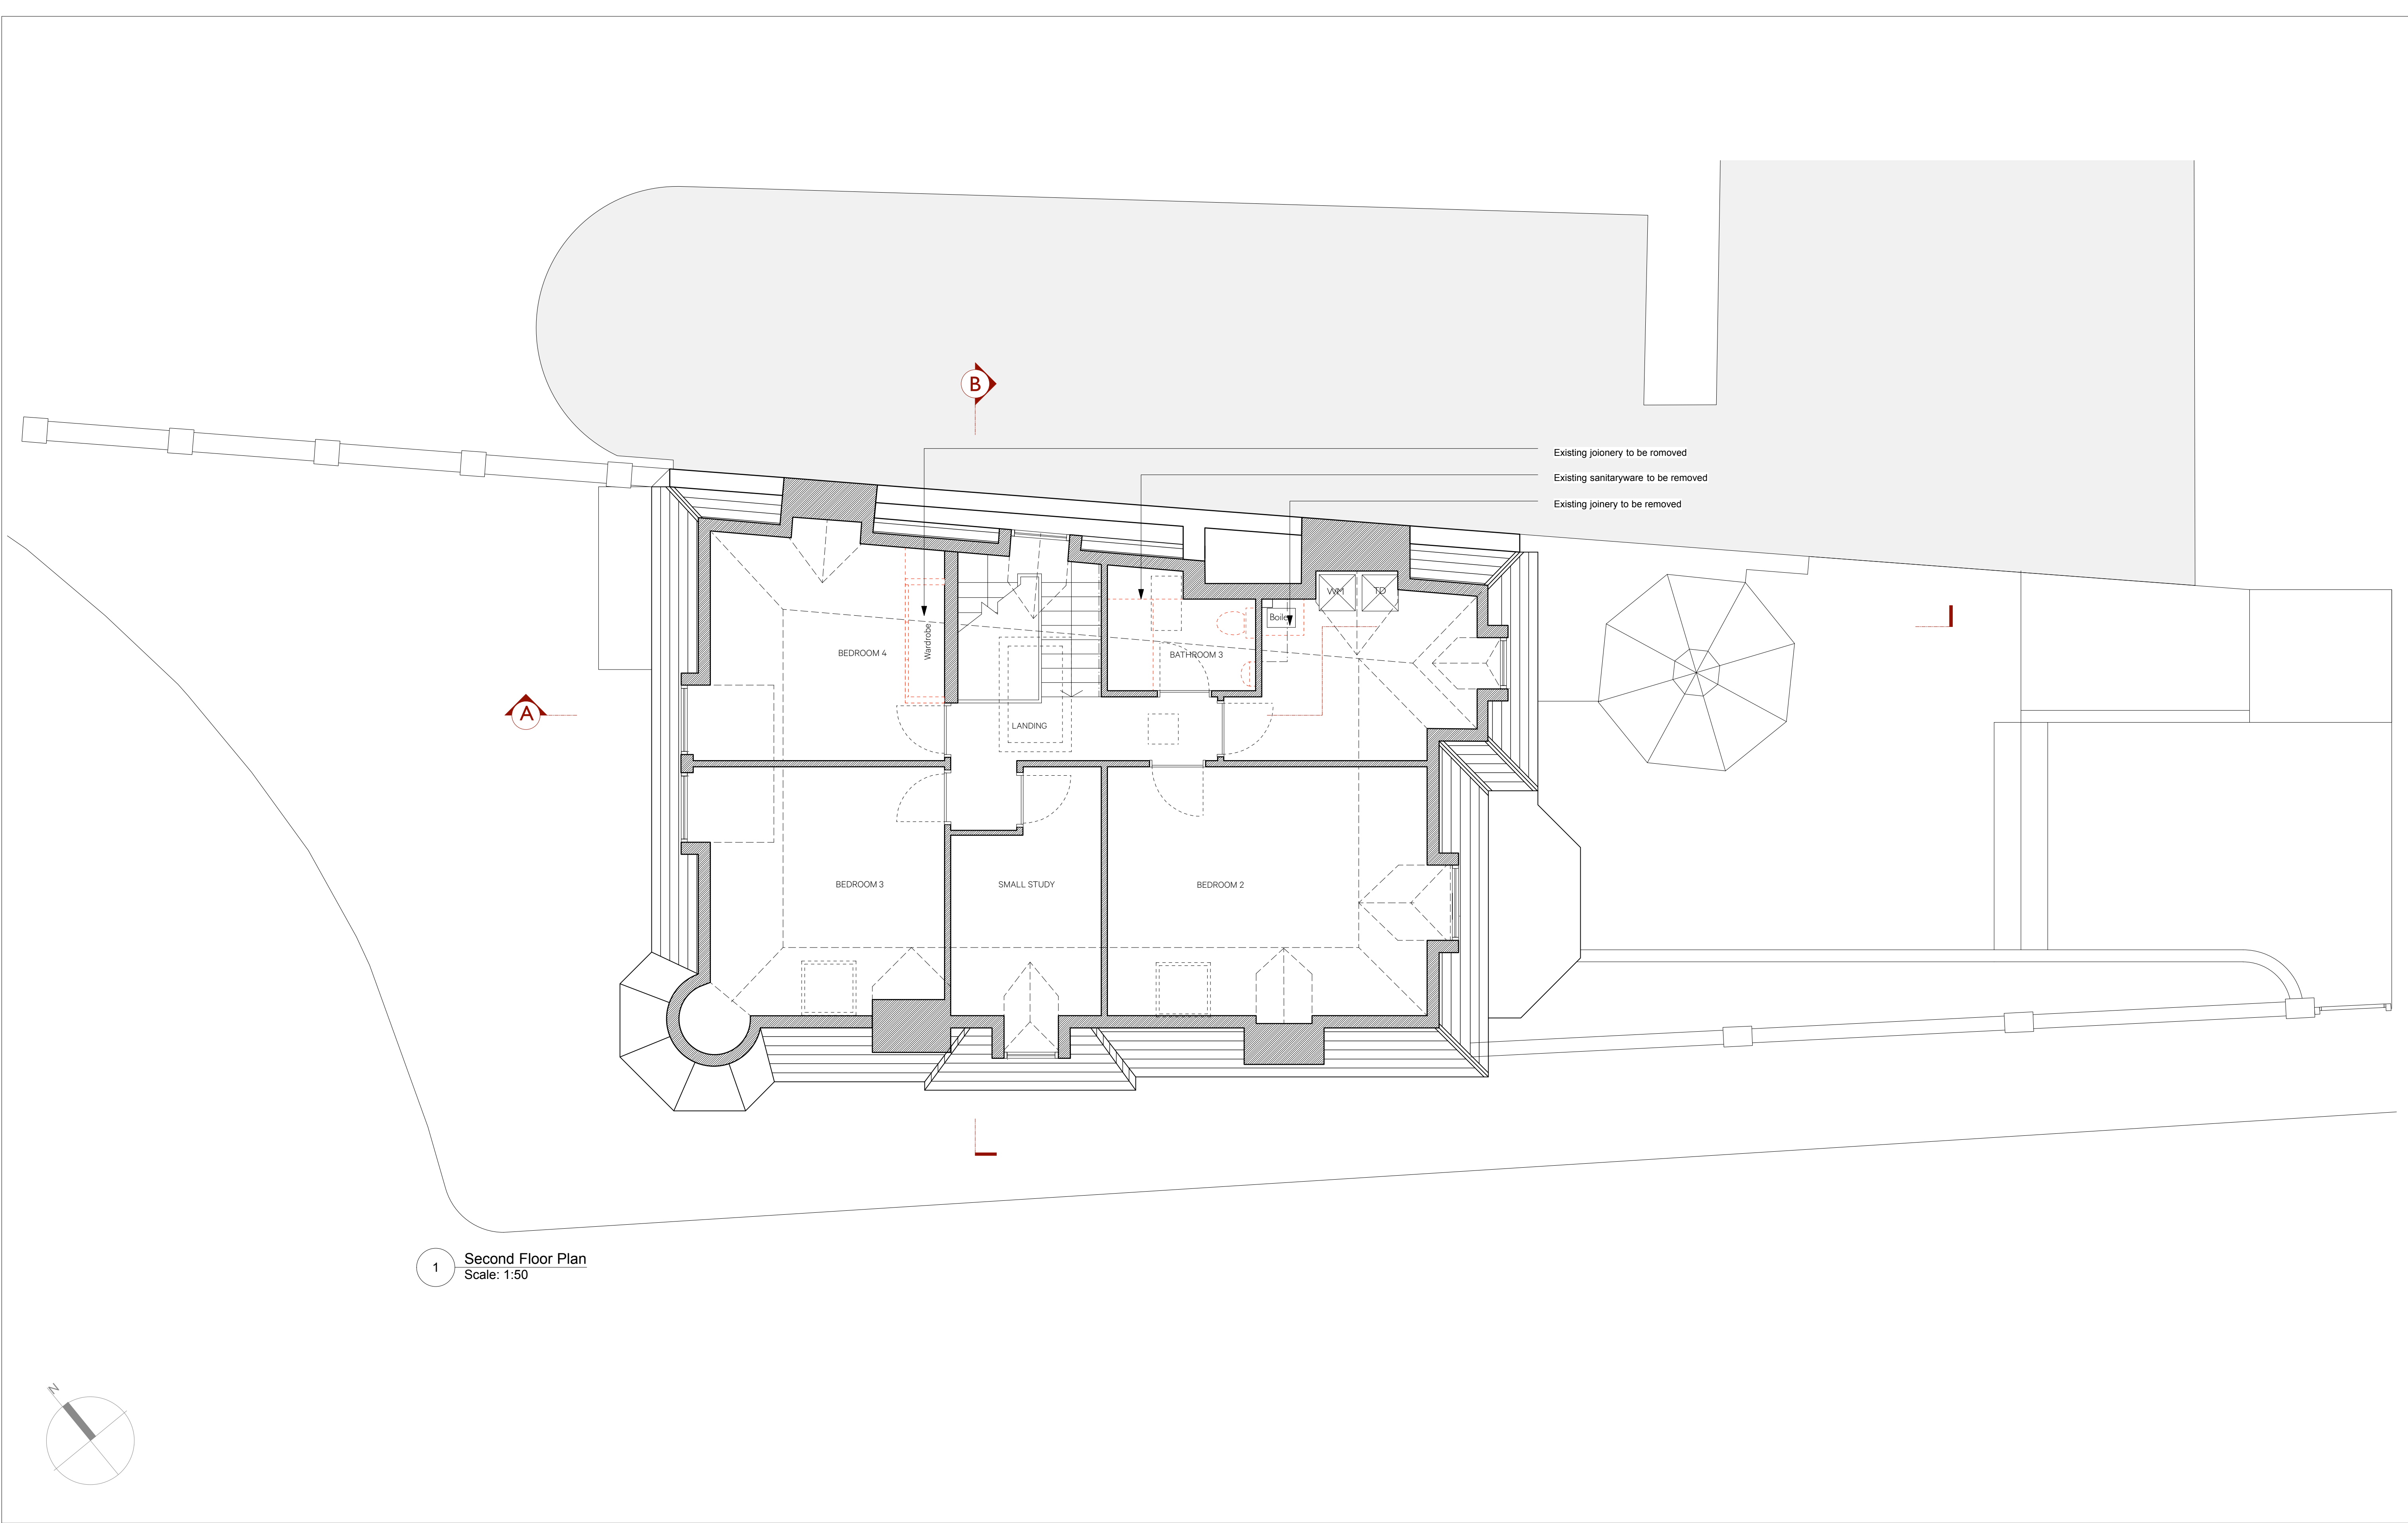 B
Existing joionery to be romoved
Existing sanitaryware to be removed
Existing joinery to be removed
WM
TD
Boiler
Wardrobe
BEDROOM 4
BATHROOM 3
A
LANDING
BEDROOM 3
SMALL STUDY
BEDROOM 2
1
Second Floor Plan
Scale: 1:50
N